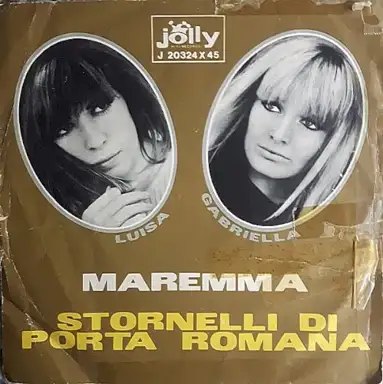 jolly
J 20324 X 45
LUISA
GABRIELLA
MAREMMA
STORNELLI DI
PORTA ROMANA